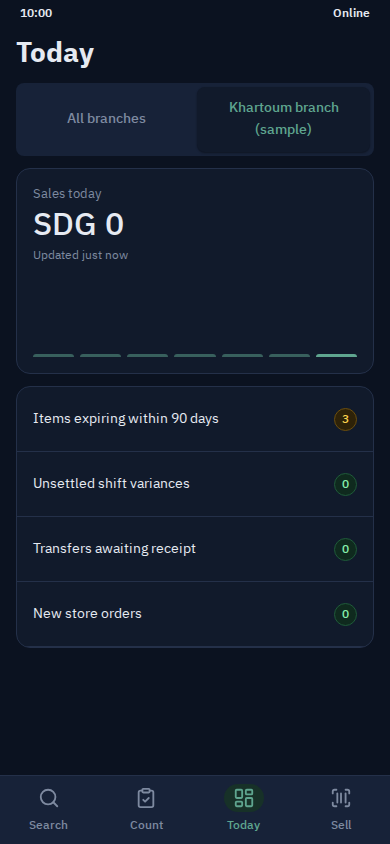 10:00 Online
Today
All branches
Khartoum branch
(sample)
Sales today
SDG 0
Updated just now
Items expiring within 90 days 3
Unsettled shift variances 0
Transfers awaiting receipt 0
New store orders 0
Search Count Today Sell